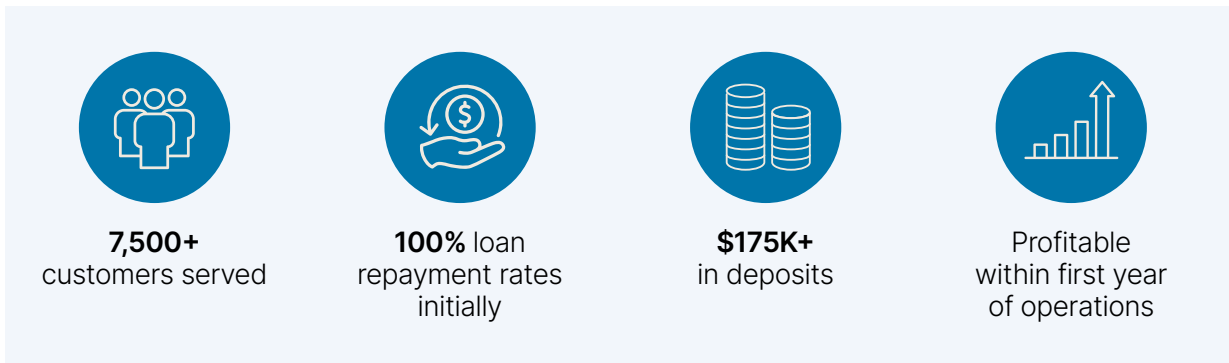 $
7,500+
customers served
100% loan
repayment rates
initially
$175K+
in deposits
Profitable
within first year
of operations